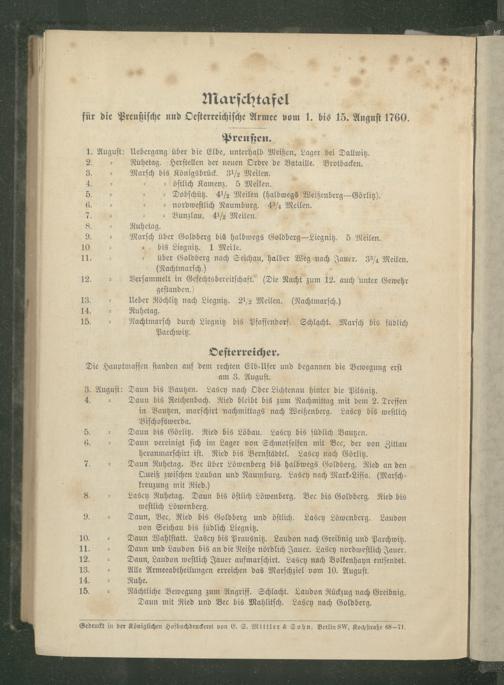 Marschtafel
für die Preußische und Oesterreichische Armee vom 1. bis 15. August 1760.
Preußen.
1. August: Uebergang über die Elbe, unterhalb Meißen, Lager bei Dallwitz.
2. " Ruhetag. Herstellen der neuen Ordre de Bataille. Brotbacken.
3. " Marsch bis Königsbrück. 3 1/2 Meilen.
4. " " " östlich Kamenz. 5 Meilen.
5. " " " Dobschütz. 4 1/2 Meilen (halbwegs Weißenberg—Görlitz).
6. " " " nordwestlich Naumburg. 4 3/4 Meilen.
7. " " " Bunzlau, 4 1/2 Meilen.
8. " Ruhetag.
9. " Marsch über Goldberg bis halbwegs Goldberg—Liegnitz. 5 Meilen.
10. " " bis Liegnitz. 1 Meile.
11. " " über Goldberg nach Seichau, halber Weg nach Jauer. 3 3/4 Meilen.
(Nachtmarsch.)
12. " Versammelt in Gefechtsbereitschaft. (Die Nacht zum 12. auch unter Gewehr
gestanden.)
13. " Ueber Röchlitz nach Liegnitz. 2 1/2 Meilen. (Nachtmarsch.)
14. " Ruhetag.
15. " Nachtmarsch durch Liegnitz bis Pfaffendorf. Schlacht. Marsch bis südlich
Parchwitz.
Oesterreicher.
Die Hauptmassen standen auf dem rechten Elb-Ufer und begannen die Bewegung erst
am 3. August.
3. August: Daun bis Bautzen. Lascy nach Ober Lichtenau hinter die Pilsnitz.
4. " Daun bis Reichenbach. Ried bleibt bis zum Nachmittag mit dem 2. Treffen
in Bautzen, marschirt nachmittags nach Weißenberg. Lascy bis westlich
Bischofswerda.
5. " Daun bis Görlitz. Ried bis Löbau. Lascy bis südlich Bautzen.
6. " Daun vereinigt sich im Lager von Schmotseifen mit Bec, der von Zittau
heranmarschirt ist. Ried bis Bernstädtel. Lascy nach Görlitz.
7. " Daun Ruhetag. Bec über Löwenberg bis halbwegs Goldberg. Ried an den
Queiß zwischen Lauban und Naumburg. Lascy nach Mark-Lissa. (Marsch-
kreuzung mit Ried.)
8. " Lascy Ruhetag. Daun bis östlich Löwenberg. Bec bis Goldberg. Ried bis
westlich Löwenberg.
9. " Daun, Bec, Ried bis Goldberg und östlich. Lascy Löwenberg. Laudon
von Seichau bis südlich Liegnitz.
10. " Daun Wahlstatt. Lascy bis Prausnitz. Laudon nach Greibnig und Parchwitz.
11. " Daun und Laudon bis an die Neiße nördlich Jauer. Lascy nordwestlich Jauer.
12. " Daun, Laudon westlich Jauer aufmarschirt. Lascy nach Bolkenhayn entsendet.
13. " Alle Armeeabtheilungen erreichen das Marschziel vom 10. August.
14. " Ruhe.
15. " Nächtliche Bewegung zum Angriff. Schlacht. Laudon Rückzug nach Greibnig.
Daun mit Ried und Bec bis Mahlitsch. Lascy nach Goldberg.
Gedruckt in der Königlichen Hofbuchdruckerei von E. S. Mittler & Sohn, Berlin SW, Kochstraße 68—71.